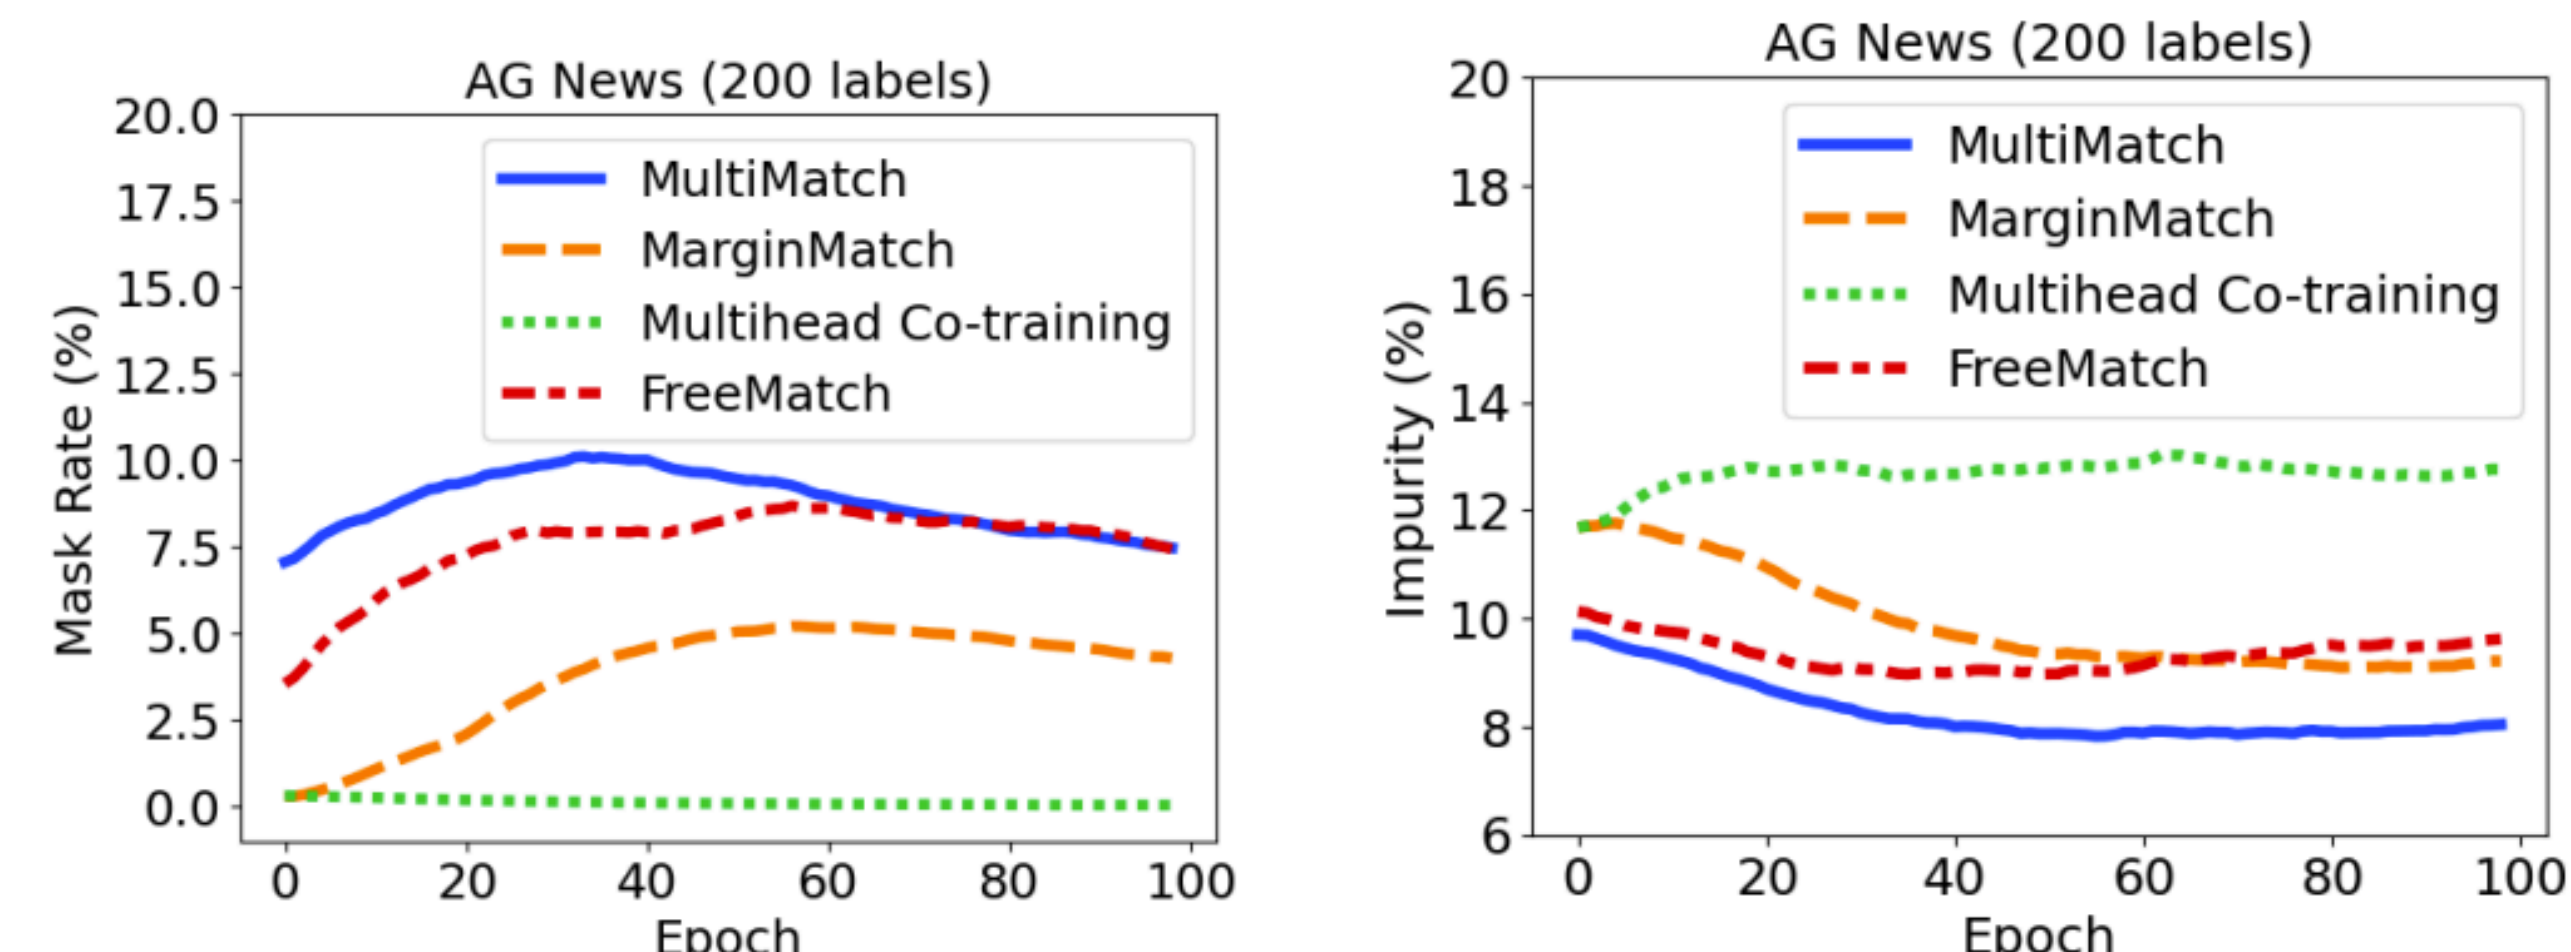 AG News (200 labels)
20.0
17.5
15.0
12.5
10.0
7.5
5.0
2.5
0.0
Mask Rate (%)
MultiMatch
MarginMatch
Multihead Co-training
FreeMatch
0 20 40 60 80 100
Epoch
AG News (200 labels)
20
18
16
14
12
10
8
6
Impurity (%)
MultiMatch
MarginMatch
Multihead Co-training
FreeMatch
0 20 40 60 80 100
Epoch